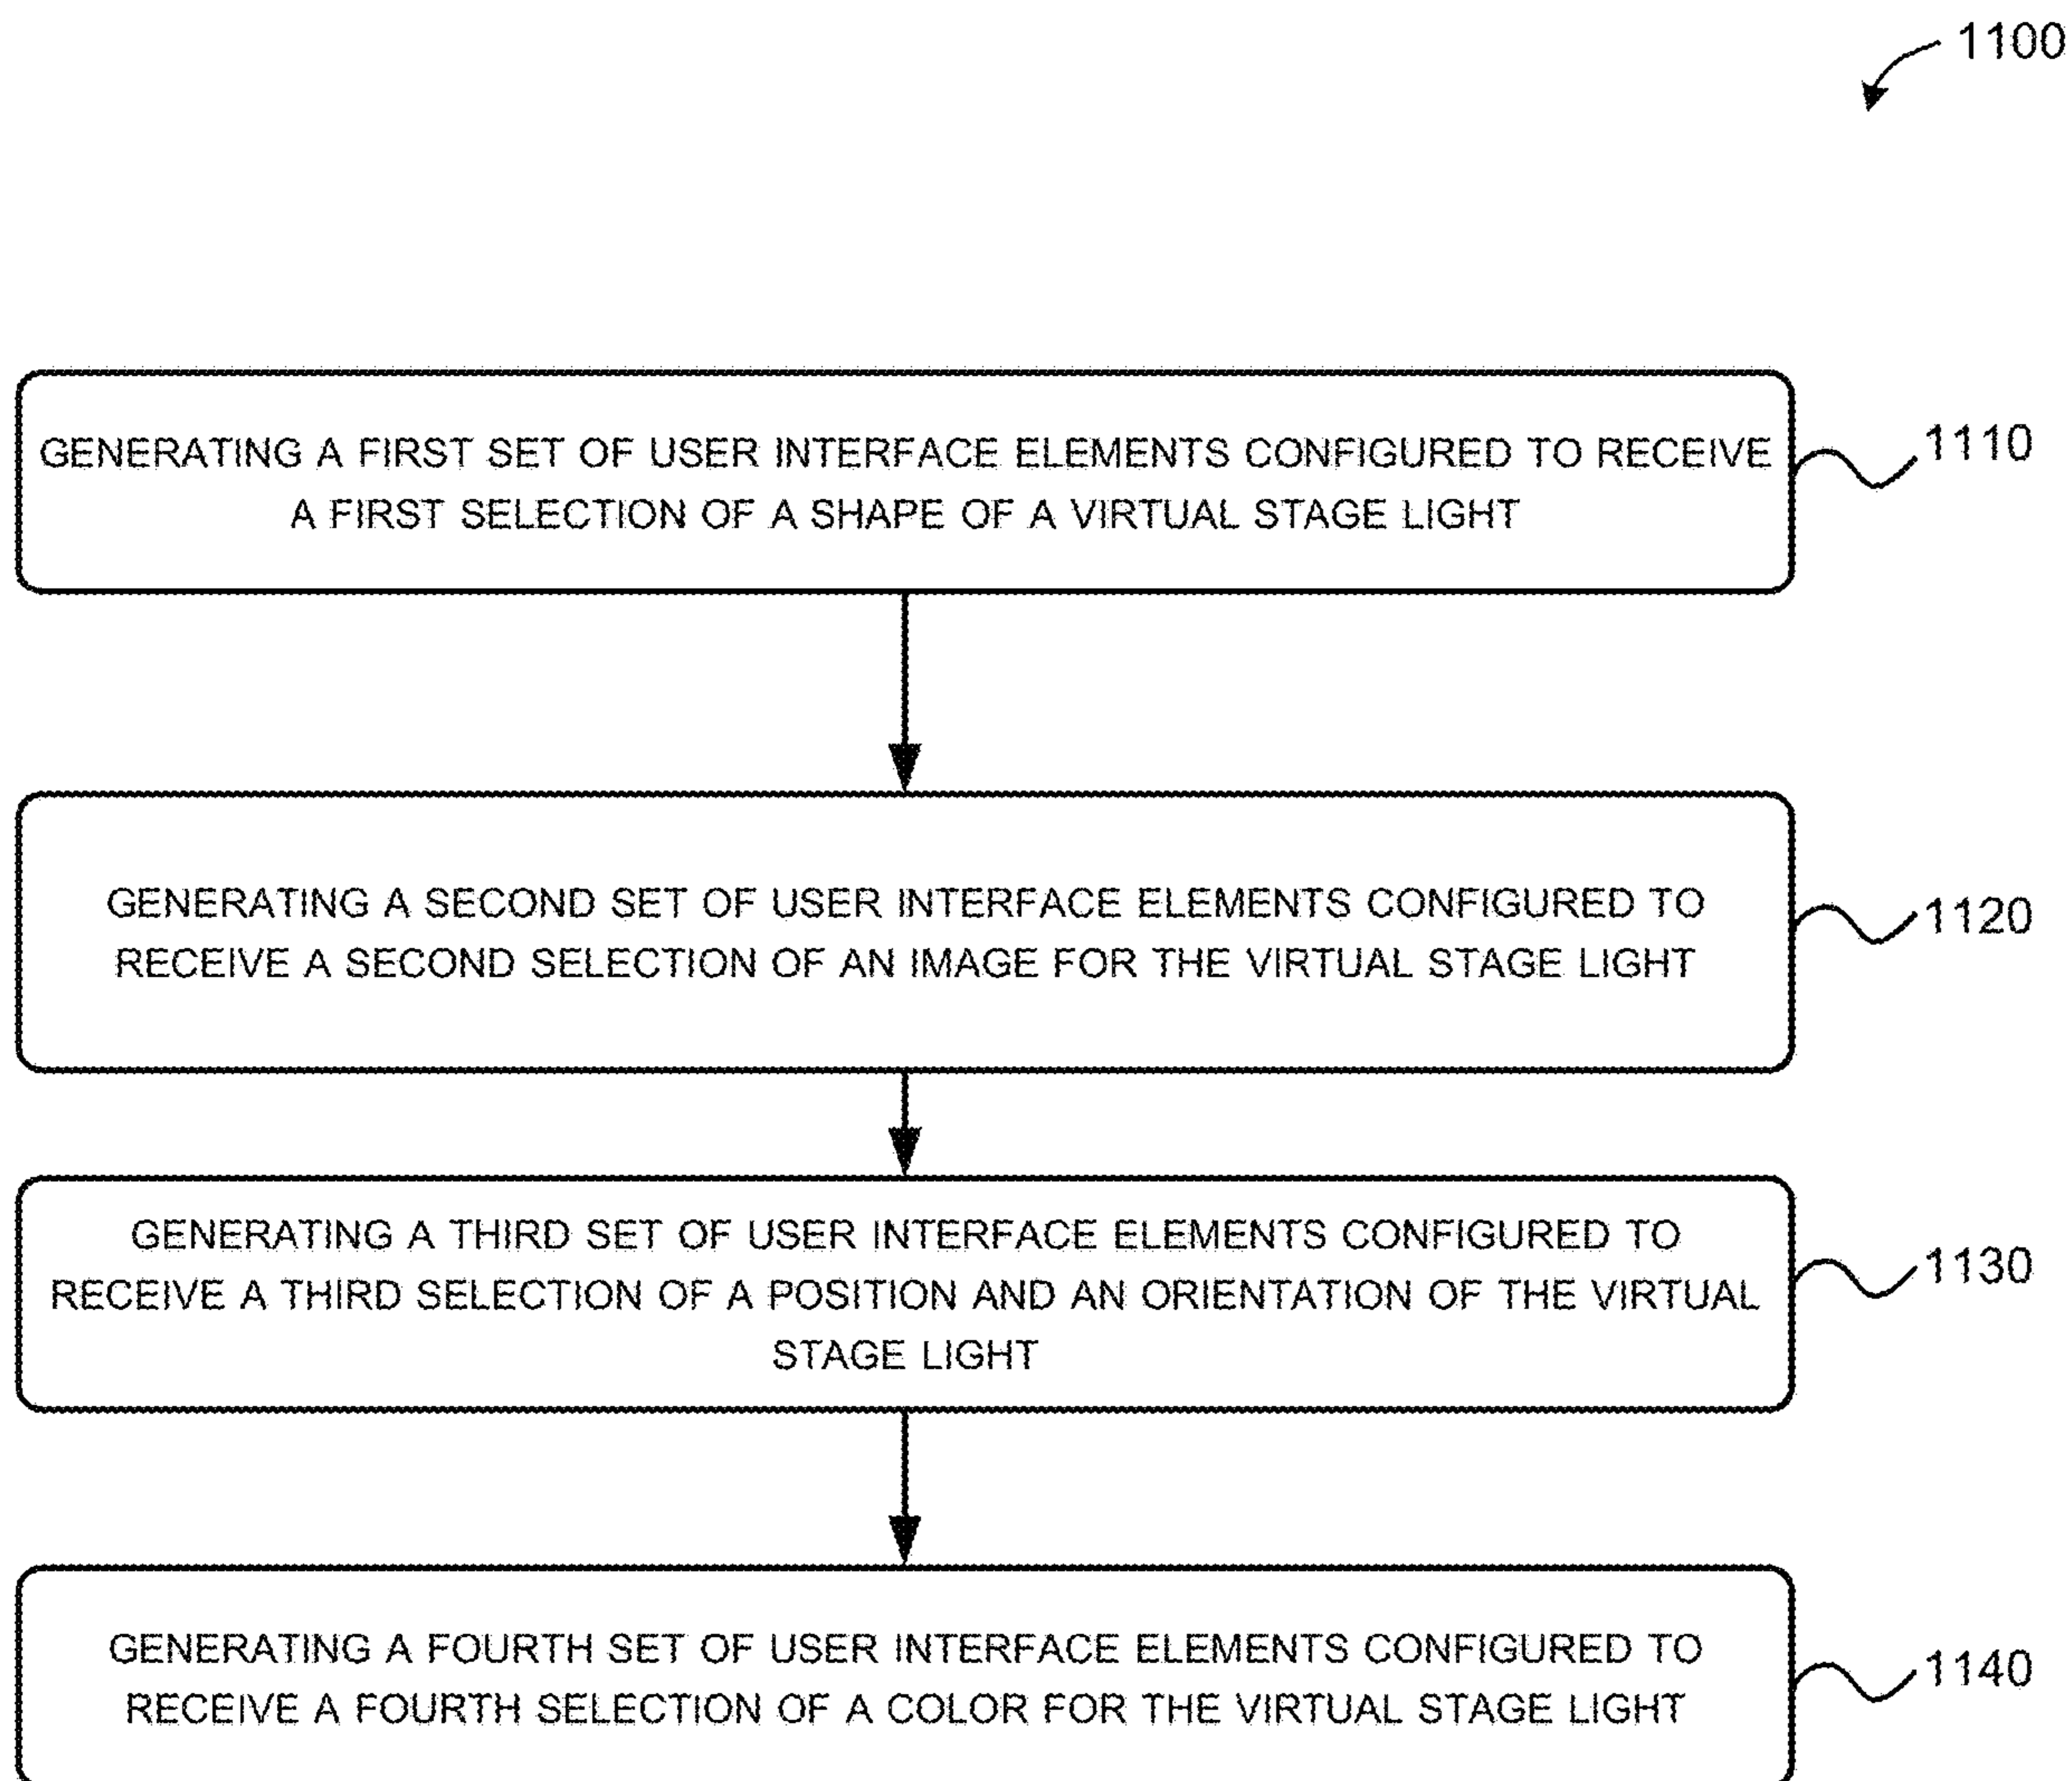 1100
GENERATING A FIRST SET OF USER INTERFACE ELEMENTS CONFIGURED TO RECEIVE
A FIRST SELECTION OF A SHAPE OF A VIRTUAL STAGE LIGHT
1110
GENERATING A SECOND SET OF USER INTERFACE ELEMENTS CONFIGURED TO
RECEIVE A SECOND SELECTION OF AN IMAGE FOR THE VIRTUAL STAGE LIGHT
1120
GENERATING A THIRD SET OF USER INTERFACE ELEMENTS CONFIGURED TO
RECEIVE A THIRD SELECTION OF A POSITION AND AN ORIENTATION OF THE VIRTUAL
STAGE LIGHT
1130
GENERATING A FOURTH SET OF USER INTERFACE ELEMENTS CONFIGURED TO
RECEIVE A FOURTH SELECTION OF A COLOR FOR THE VIRTUAL STAGE LIGHT
1140